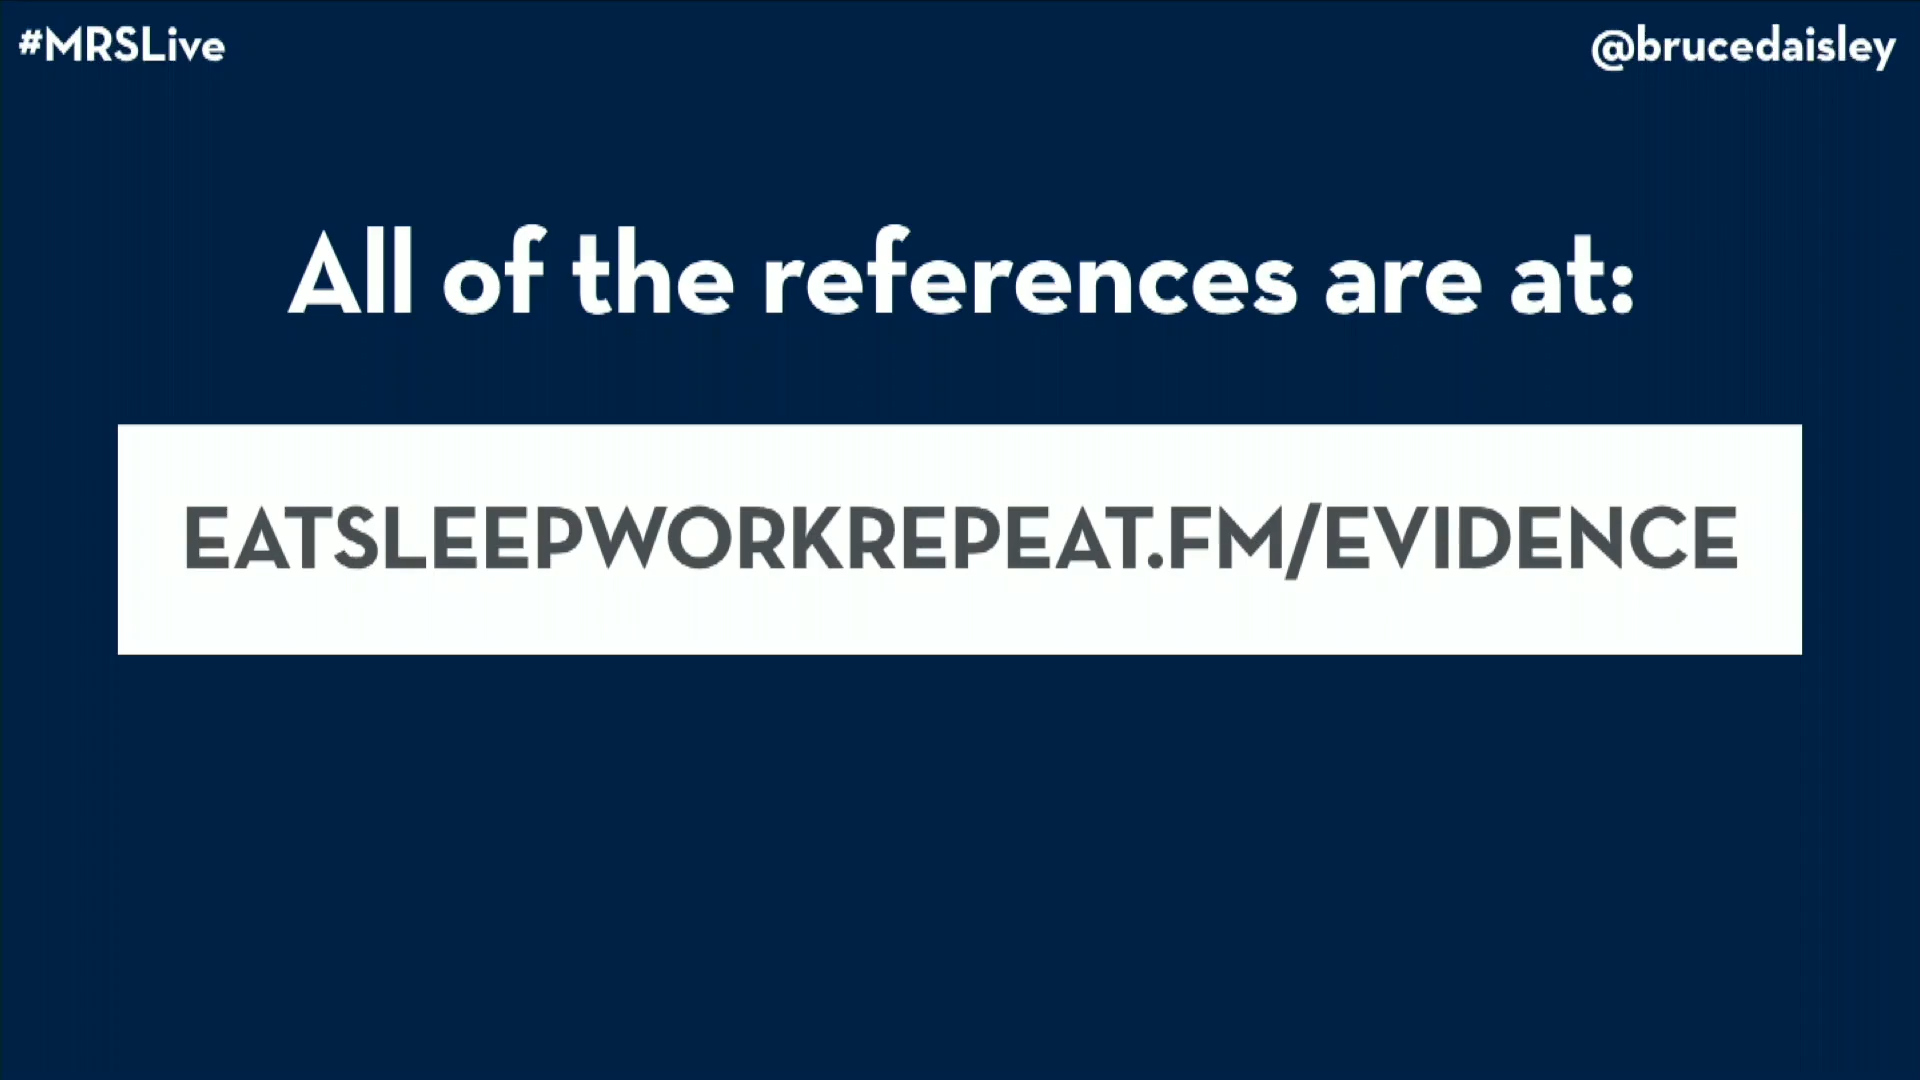 #MRSLive
@brucedaisley
All of the references are at:
EATSLEEPWORKREPEAT.FM/EVIDENCE